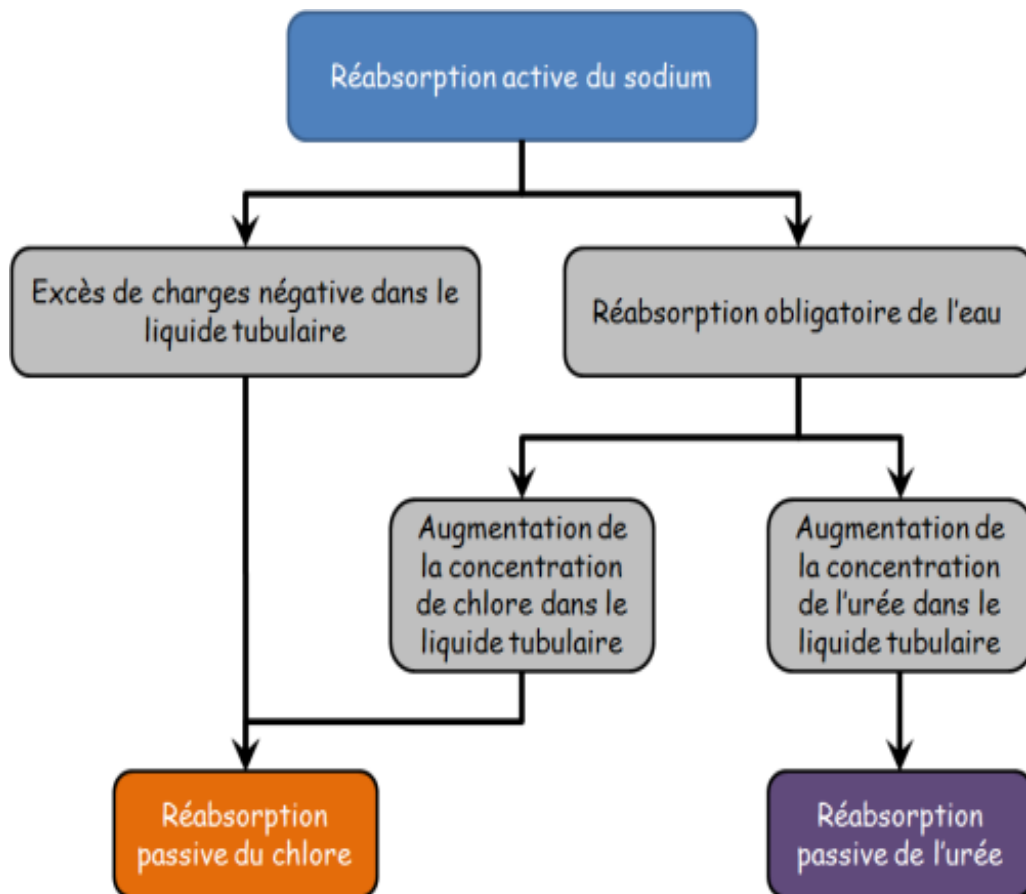 Réabsorption active du sodium
Excès de charges négative dans le
liquide tubulaire
Réabsorption obligatoire de l'eau
Augmentation de
la concentration
de chlore dans le
liquide tubulaire
Augmentation de
la concentration
de l'urée dans le
liquide tubulaire
Réabsorption
passive du chlore
Réabsorption
passive de l'urée